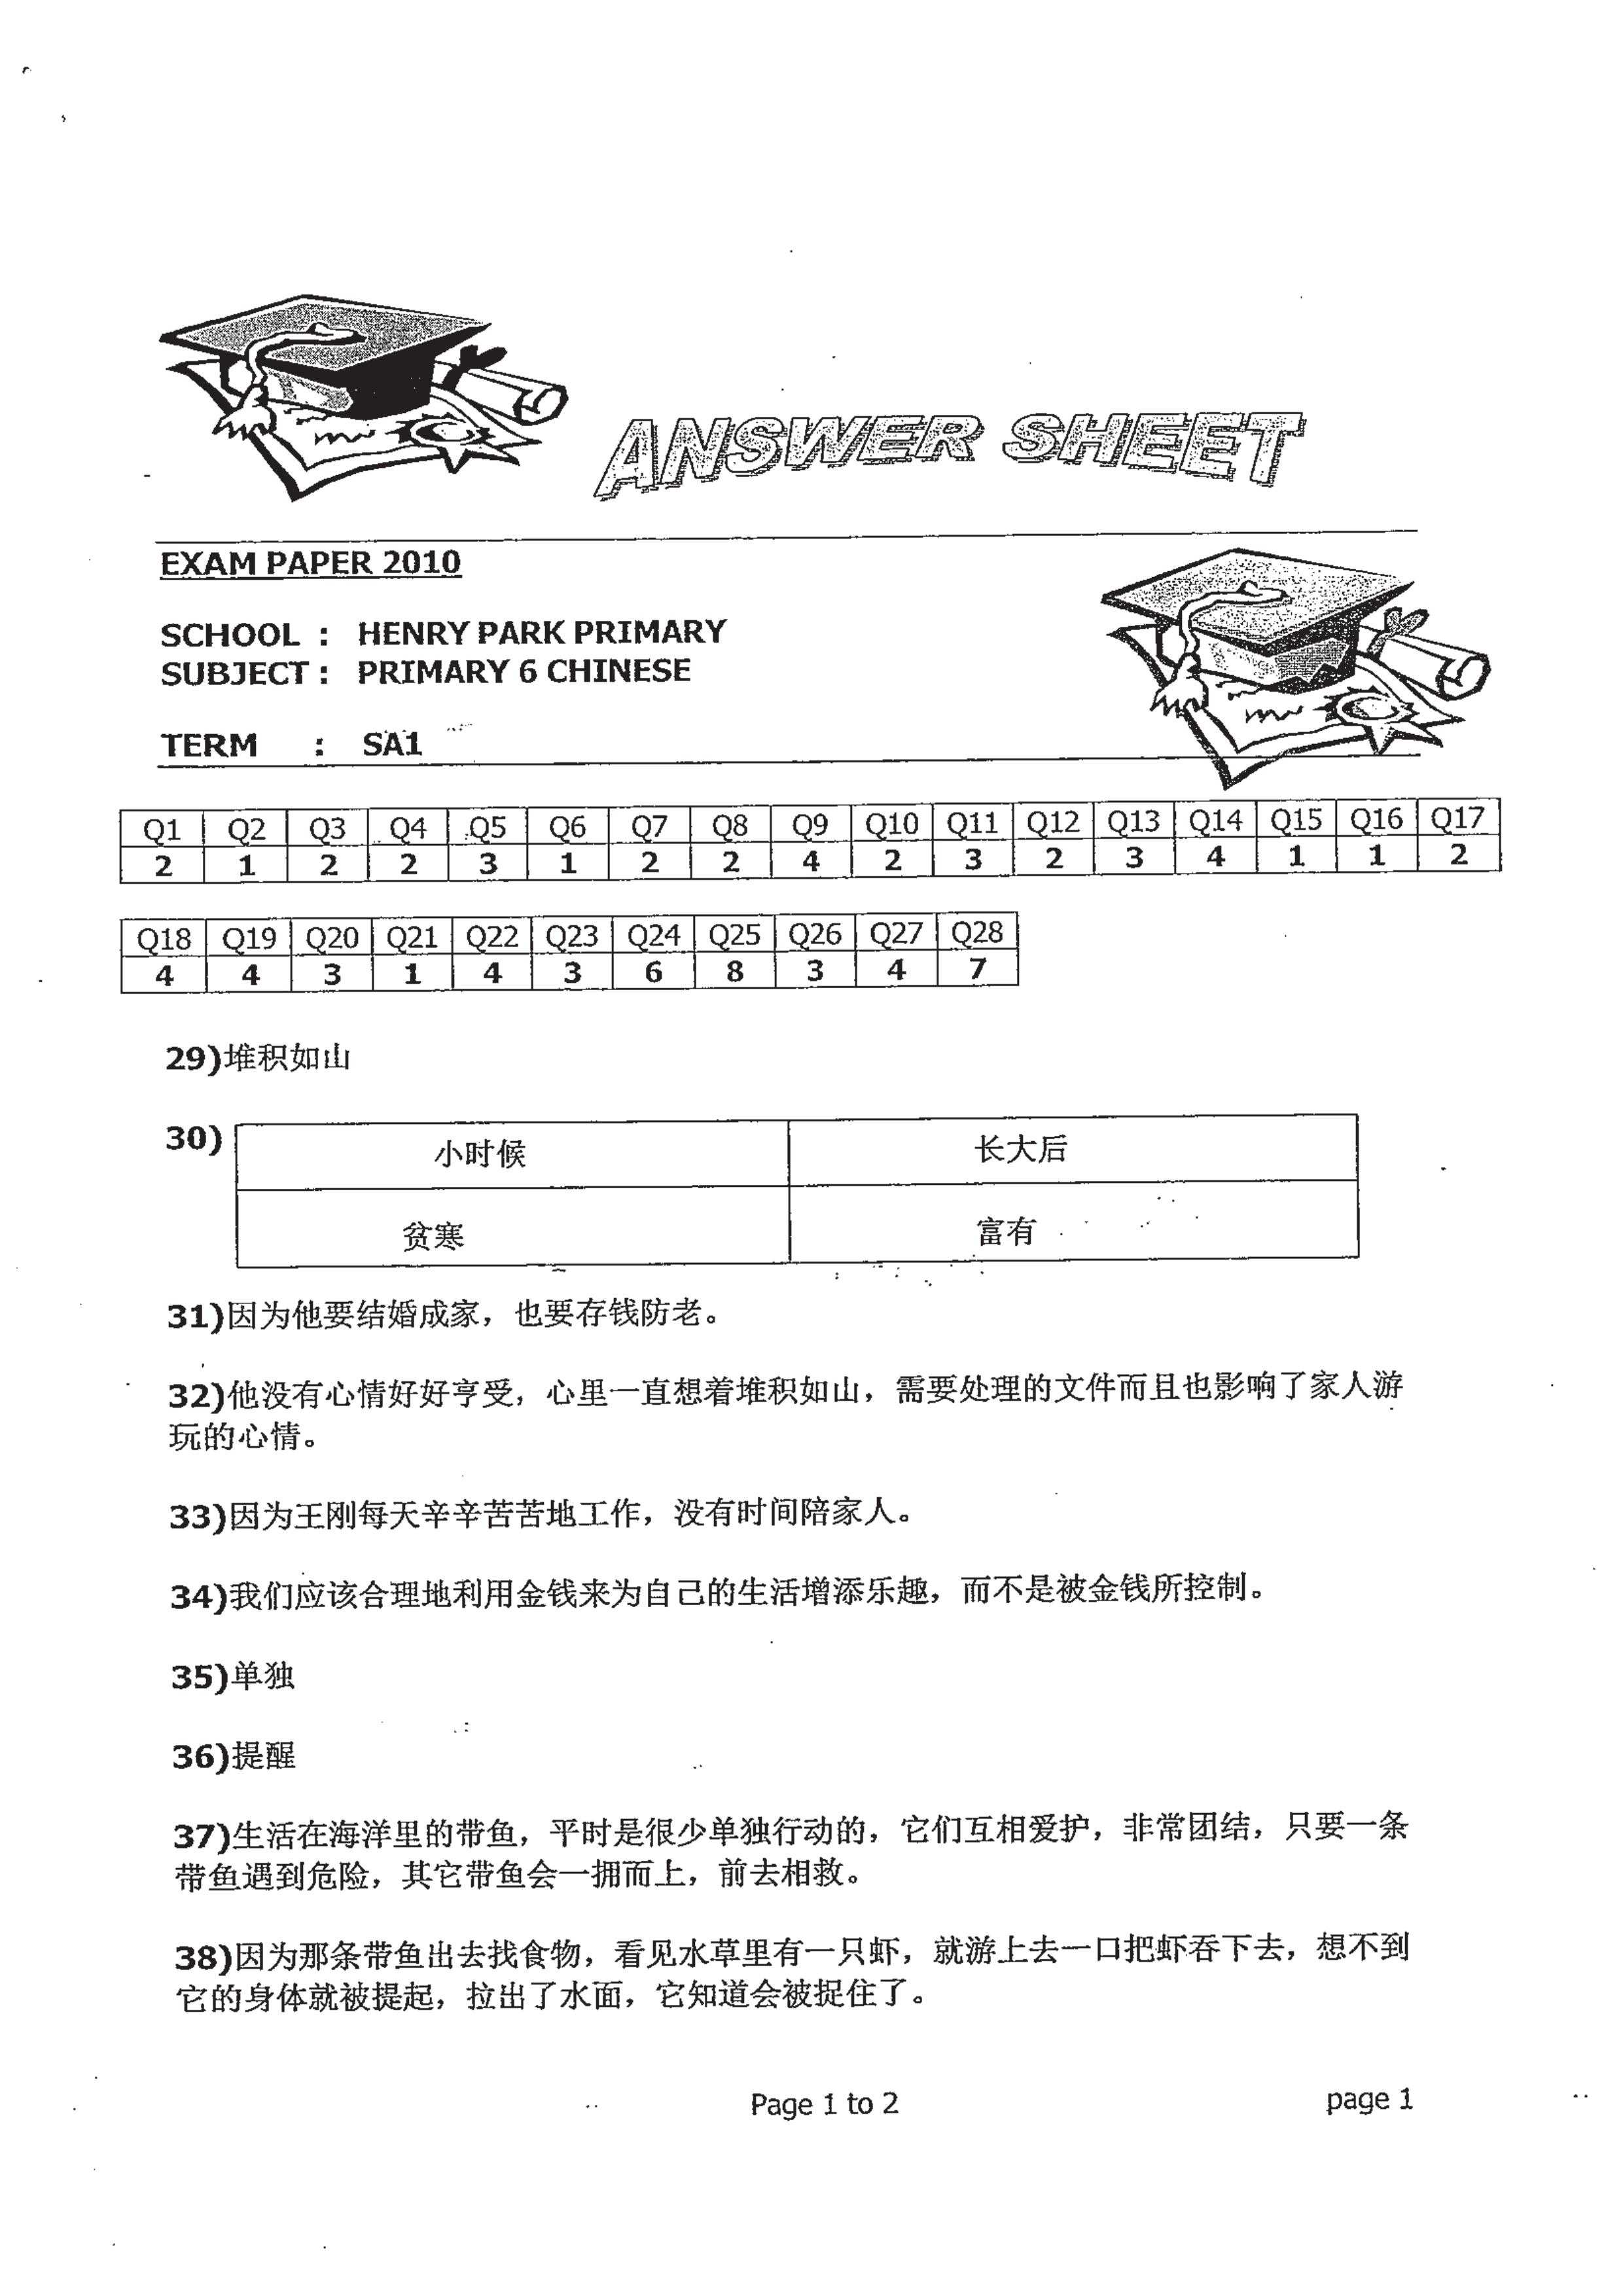 ANSWER SHEET
EXAM PAPER 2010
SCHOOL : HENRY PARK PRIMARY
SUBJECT : PRIMARY 6 CHINESE
TERM : SA1
Q1 Q2 Q3 Q4 Q5 Q6 Q7 Q8 Q9 Q10 Q11 Q12 Q13 Q14 Q15 Q16 Q17
2 1 2 2 3 1 2 2 4 2 3 2 3 4 1 1 2
Q18 Q19 Q20 Q21 Q22 Q23 Q24 Q25 Q26 Q27 Q28
4 4 3 1 4 3 6 8 3 4 7
29)堆积如山
30) 小时候 长大后
贫寒 富有
31)因为他要结婚成家，也要存钱防老。
32)他没有心情好好享受，心里一直想着堆积如山，需要处理的文件而且也影响了家人游
玩的心情。
33)因为王刚每天辛辛苦苦地工作，没有时间陪家人。
34)我们应该合理地利用金钱来为自己的生活增添乐趣，而不是被金钱所控制。
35)单独
36)提醒
37)生活在海洋里的带鱼，平时是很少单独行动的，它们互相爱护，非常团结，只要一条
带鱼遇到危险，其它带鱼会一拥而上，前去相救。
38)因为那条带鱼出去找食物，看见水草里有一只虾，就游上去一口把虾吞下去，想不到
它的身体就被提起，拉出了水面，它知道会被捉住了。
Page 1 to 2 page 1